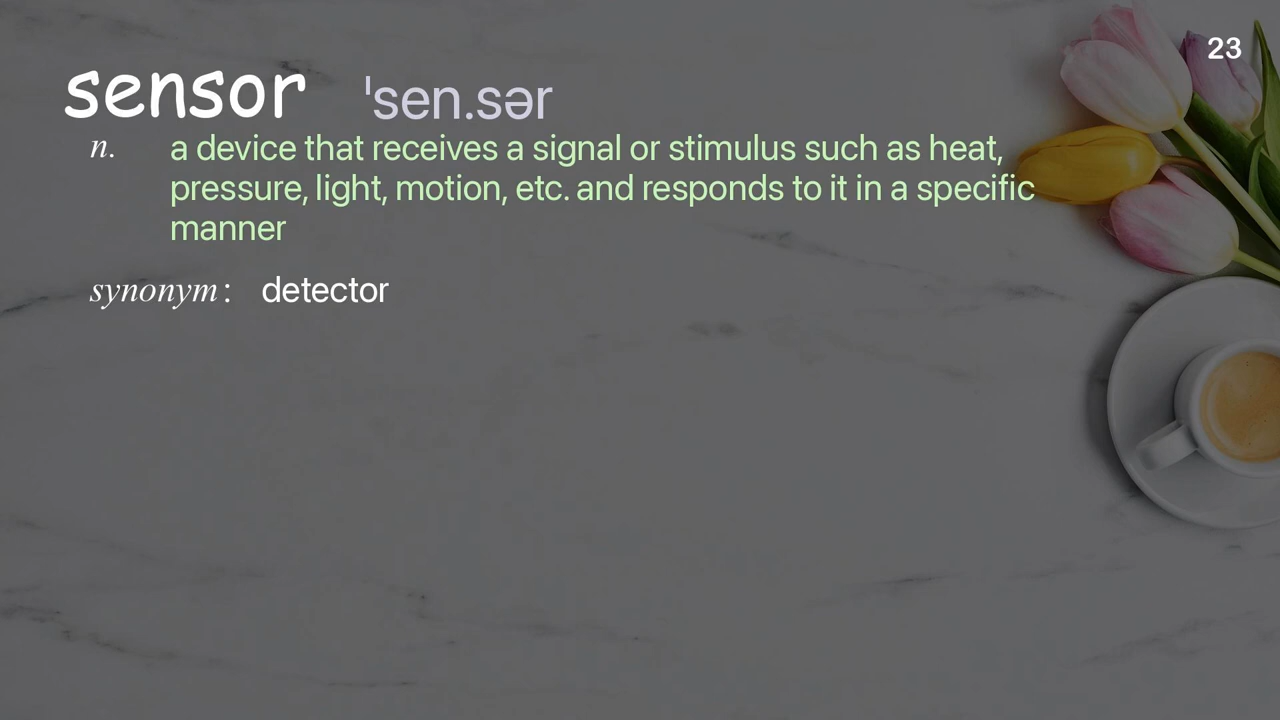 23
sensor ˈsen.sər
n. a device that receives a signal or stimulus such as heat,
pressure, light, motion, etc. and responds to it in a specific
manner
synonym: detector